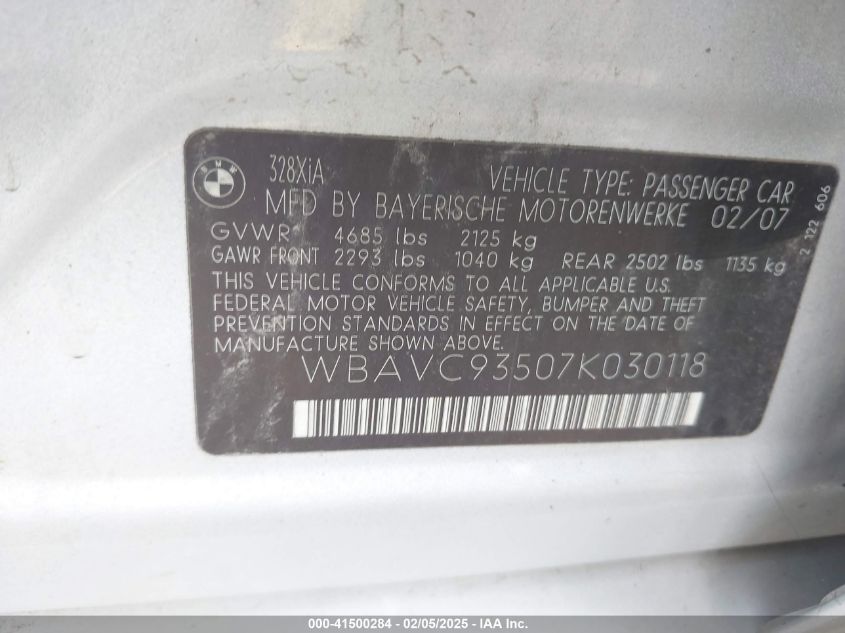 BMW
328XiA
VEHICLE TYPE: PASSENGER CAR
MFD BY BAYERISCHE MOTORENWERKE 02/07
GVWR 4685 lbs 2125 kg
GAWR FRONT 2293 lbs 1040 kg REAR 2502 lbs 1135 kg
THIS VEHICLE CONFORMS TO ALL APPLICABLE U.S.
FEDERAL MOTOR VEHICLE SAFETY, BUMPER AND THEFT
PREVENTION STANDARDS IN EFFECT ON THE DATE OF
MANUFACTURE SHOWN ABOVE.
WBAVC93507K030118
2 122 606
000-41500284 - 02/05/2025 - IAA Inc.